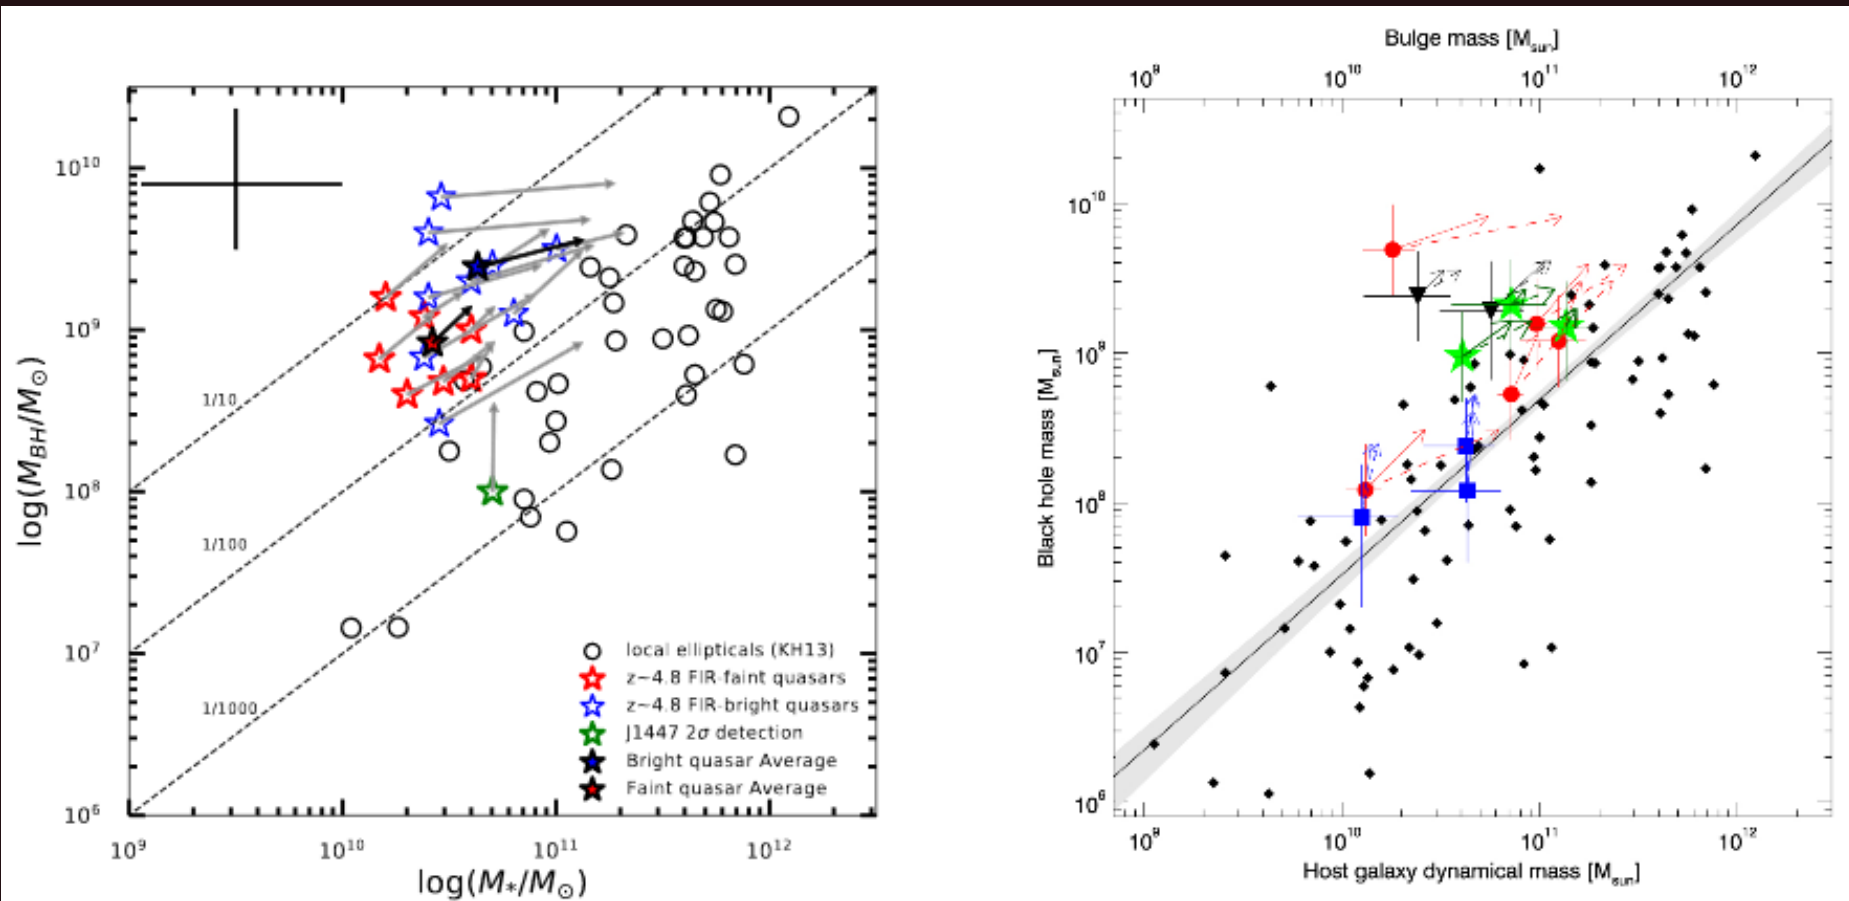 Bulge mass [M_sun]
10⁹ 10¹⁰ 10¹¹ 10¹²
10¹⁰
10⁹
10⁸
10⁷
10⁶
log(M_BH/M_⊙)
1/10
1/100
1/1000
local ellipticals (KH13)
z~4.8 FIR-faint quasars
z~4.8 FIR-bright quasars
J1447 2σ detection
Bright quasar Average
Faint quasar Average
10⁹ 10¹⁰ 10¹¹ 10¹²
log(M_*/M_⊙)
10¹⁰
10⁹
10⁸
10⁷
10⁶
Black hole mass [M_sun]
10⁹ 10¹⁰ 10¹¹ 10¹²
Host galaxy dynamical mass [M_sun]